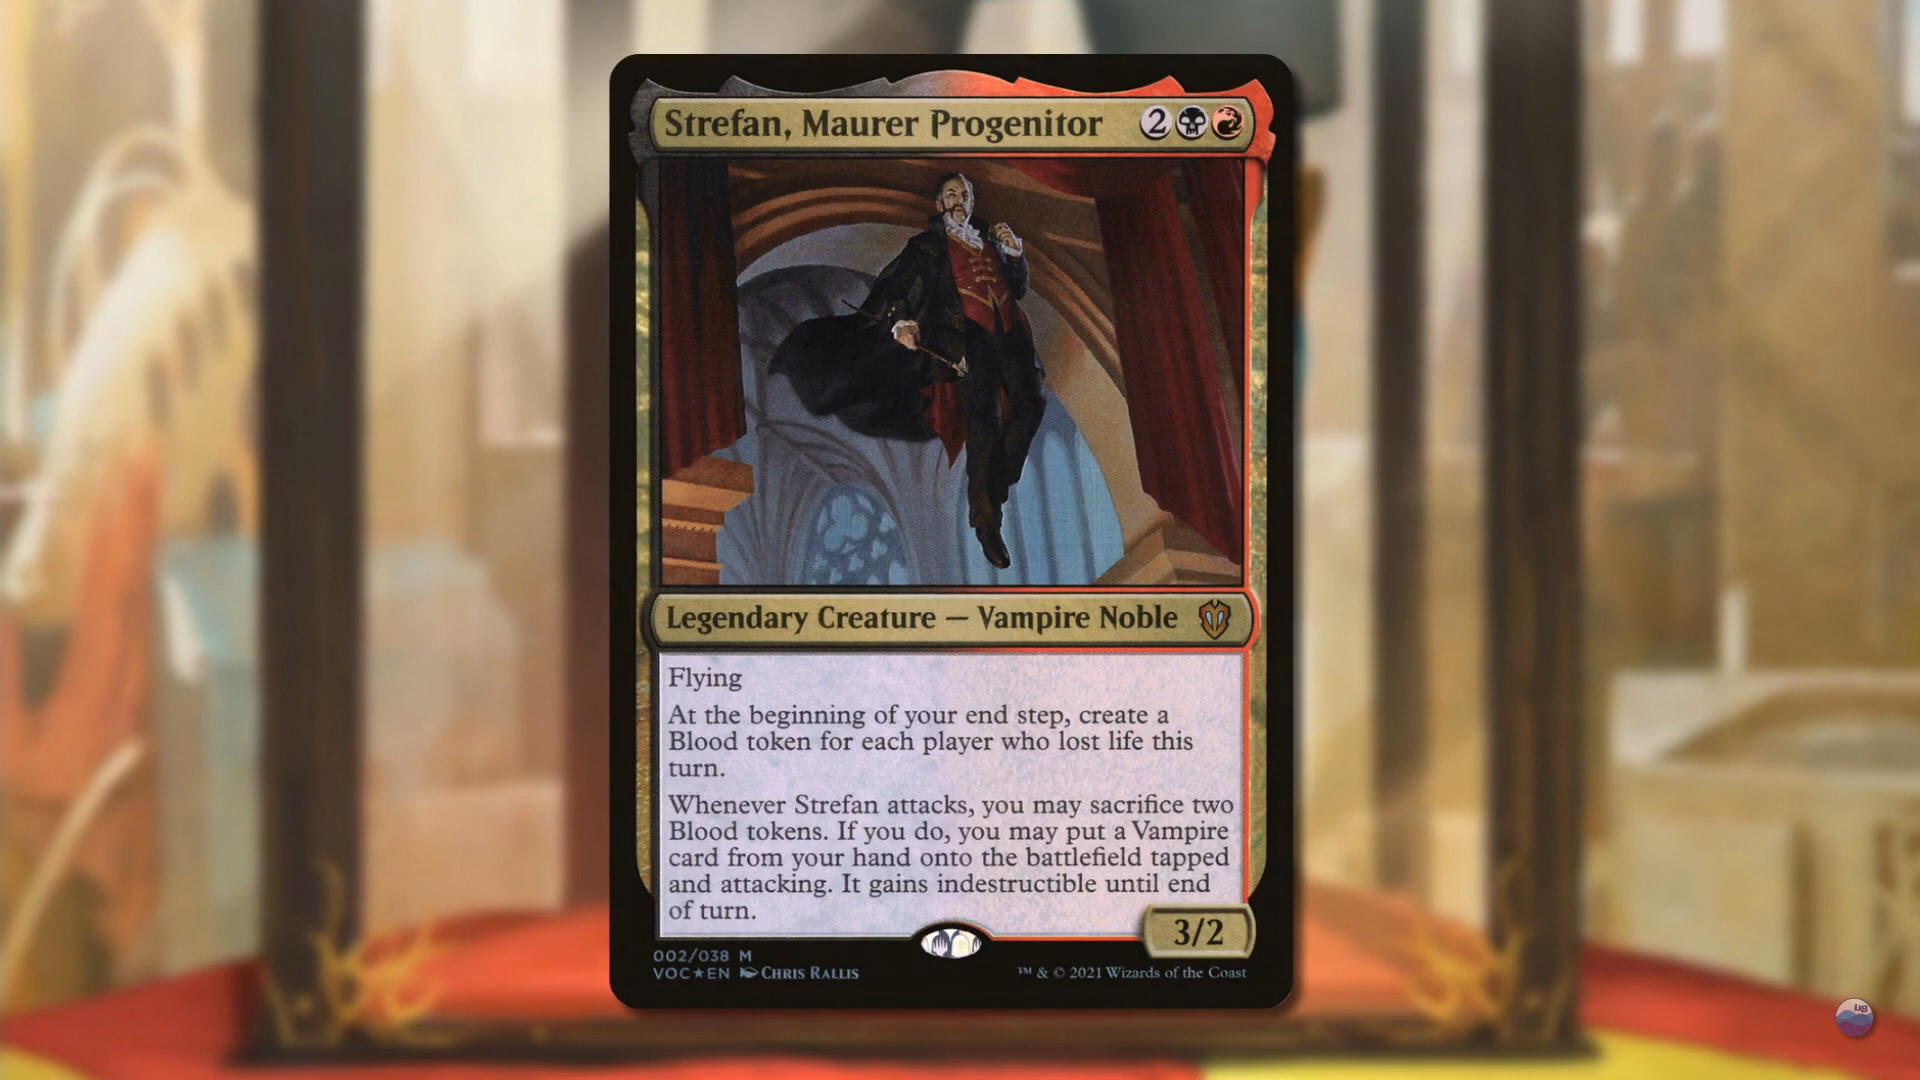 Strefan, Maurer Progenitor 2
Legendary Creature — Vampire Noble
Flying
At the beginning of your end step, create a
Blood token for each player who lost life this
turn.
Whenever Strefan attacks, you may sacrifice two
Blood tokens. If you do, you may put a Vampire
card from your hand onto the battlefield tapped
and attacking. It gains indestructible until end
of turn.
3/2
002/038 M
VOC★EN Chris Rallis
™ & © 2021 Wizards of the Coast
US